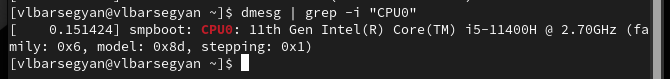 [vlbarsegyan@vlbarsegyan ~]$ dmesg | grep -i "CPU0"
[    0.151424] smpboot: CPU0: 11th Gen Intel(R) Core(TM) i5-11400H @ 2.70GHz (fa
mily: 0x6, model: 0x8d, stepping: 0x1)
[vlbarsegyan@vlbarsegyan ~]$